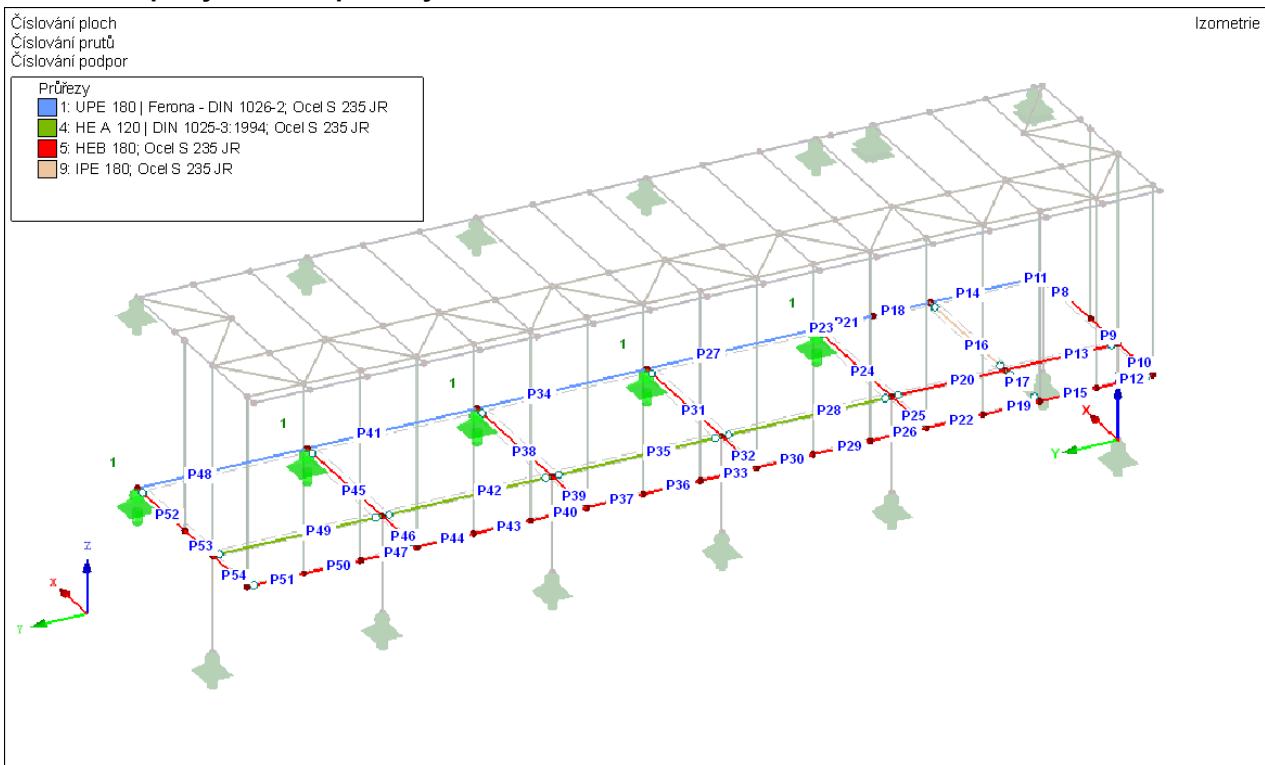 Číslování ploch
Číslování prutů
Číslování podpor
Izometrie
Průřezy
1: UPE 180 | Ferona - DIN 1026-2; Ocel S 235 JR
4: HE A 120 | DIN 1025-3:1994; Ocel S 235 JR
5: HEB 180; Ocel S 235 JR
9: IPE 180; Ocel S 235 JR
P11
P14
P8
P18
P21
1
P23
P9
P16
P13
P10
P27
P24
P17
P12
1
P20
P15
P34
P31
P28
P25
P19
P22
X
Y
1
P26
P41
P38
P35
P32
P29
P30
P33
1
P48
P45
P42
P39
P36
P37
P40
1
P52
P49
P46
P43
P44
P53
P47
P50
P54
P51
Z
X
Y